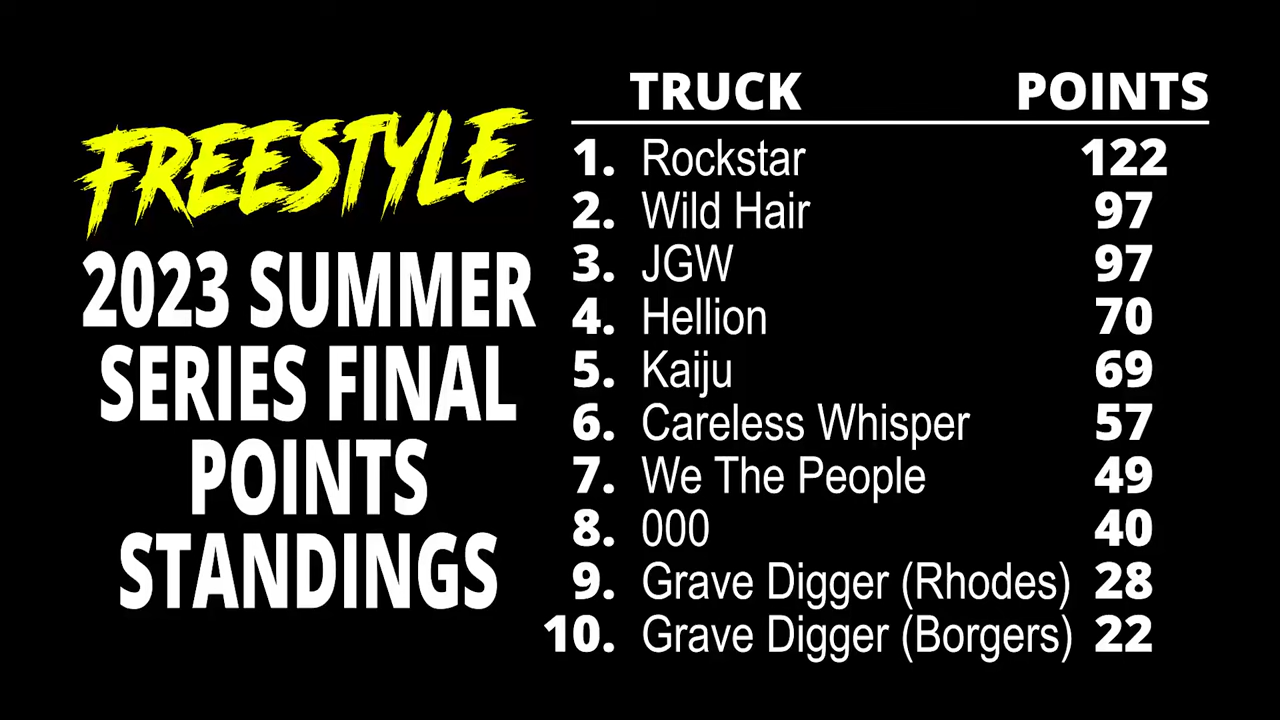 FREESTYLE
2023 SUMMER
SERIES FINAL
POINTS
STANDINGS
TRUCK POINTS
1. Rockstar 122
2. Wild Hair 97
3. JGW 97
4. Hellion 70
5. Kaiju 69
6. Careless Whisper 57
7. We The People 49
8. 000 40
9. Grave Digger (Rhodes) 28
10. Grave Digger (Borgers) 22